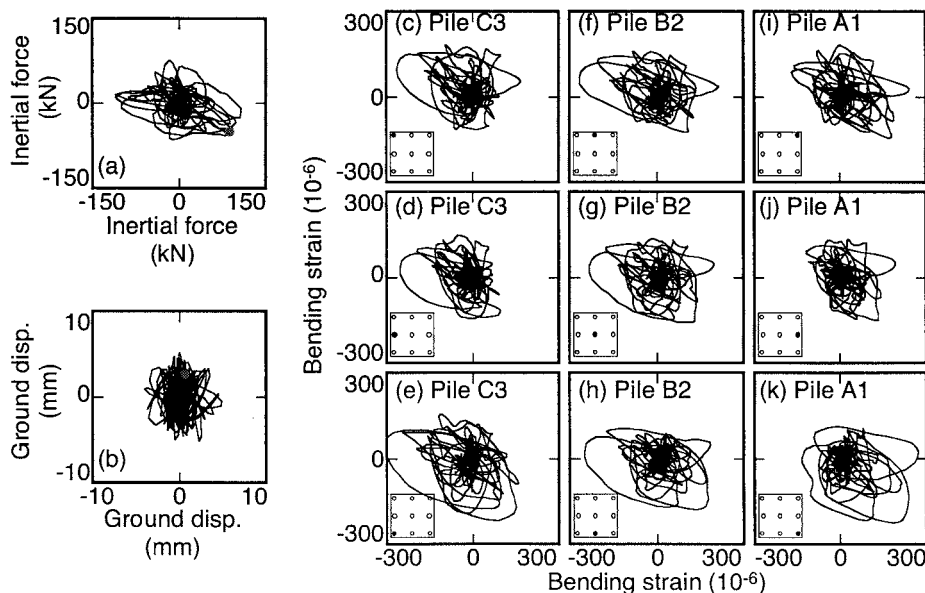 150
Inertial force
(kN)
0
-150
(a)
-150
0
150
Inertial force
(kN)
10
Ground disp.
(mm)
0
-10
(b)
-10
0
10
Ground disp.
(mm)
Bending strain (10-6)
300
0
-300
(c) Pile C3
(f) Pile B2
(i) Pile A1
300
0
-300
(d) Pile C3
(g) Pile B2
(j) Pile A1
300
0
-300
(e) Pile C3
(h) Pile B2
(k) Pile A1
-300
0
300
0
300
0
300
Bending strain (10-6)